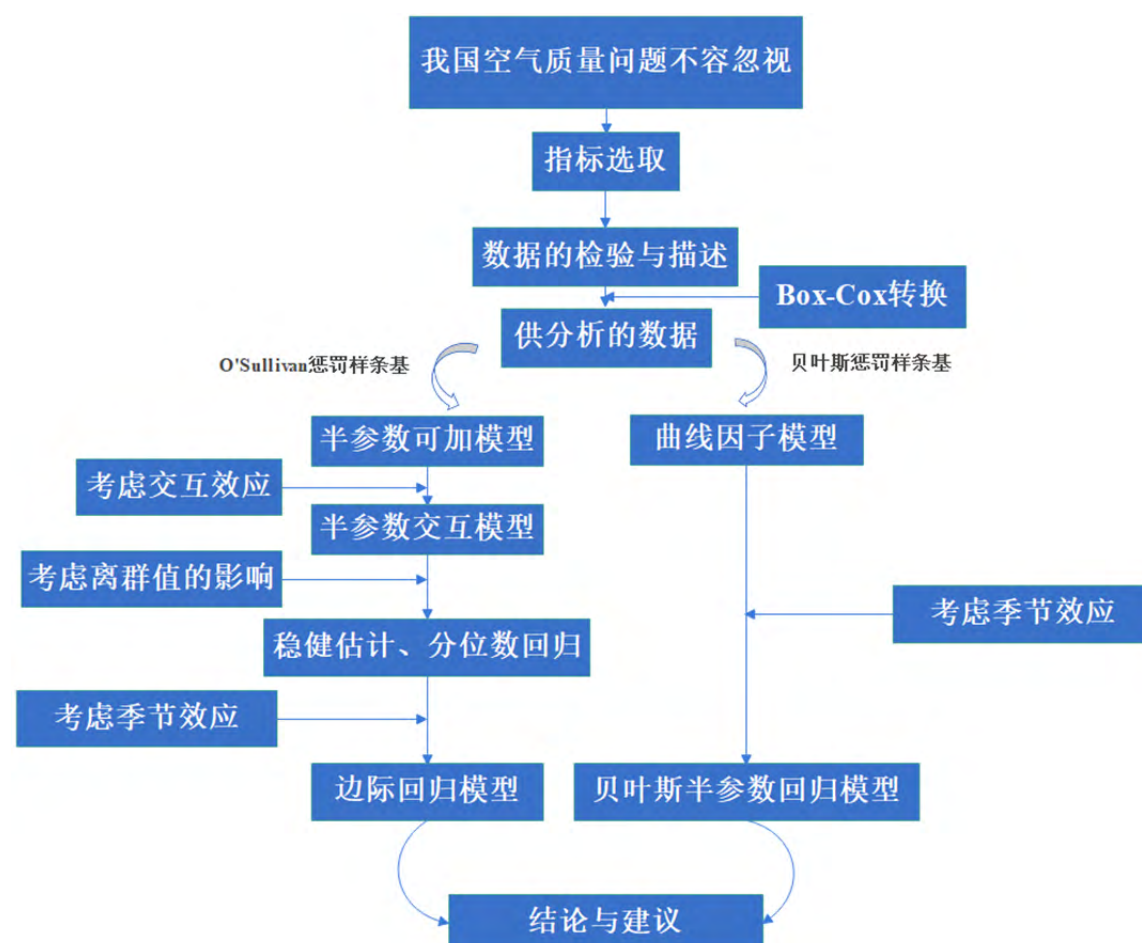 我国空气质量问题不容忽视
指标选取
数据的检验与描述
Box-Cox转换
供分析的数据
O'Sullivan惩罚样条基
贝叶斯惩罚样条基
半参数可加模型
曲线因子模型
考虑交互效应
半参数交互模型
考虑离群值的影响
考虑季节效应
稳健估计、分位数回归
考虑季节效应
边际回归模型
贝叶斯半参数回归模型
结论与建议